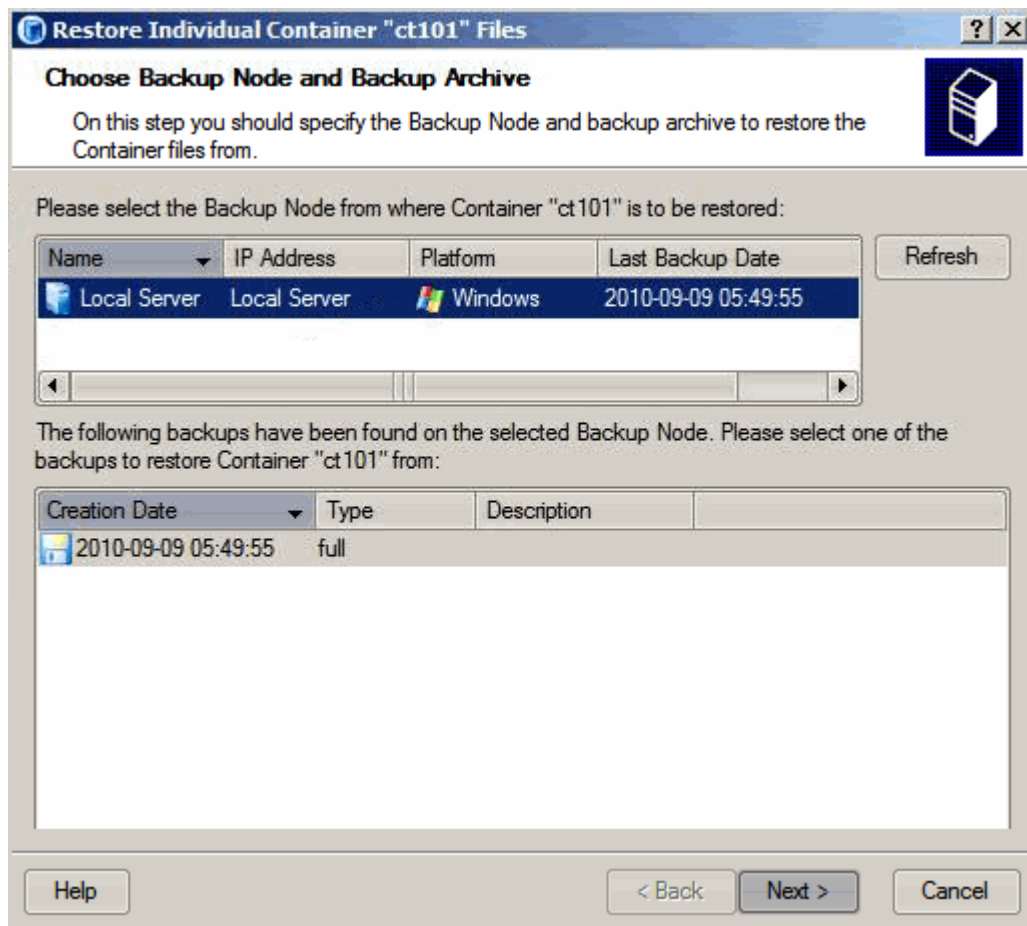 Restore Individual Container "ct101" Files
Choose Backup Node and Backup Archive
On this step you should specify the Backup Node and backup archive to restore the
Container files from.
Please select the Backup Node from where Container "ct101" is to be restored:
Name IP Address Platform Last Backup Date
Refresh
Local Server Local Server Windows 2010-09-09 05:49:55
The following backups have been found on the selected Backup Node. Please select one of the
backups to restore Container "ct101" from:
Creation Date Type Description
2010-09-09 05:49:55 full
Help < Back Next > Cancel